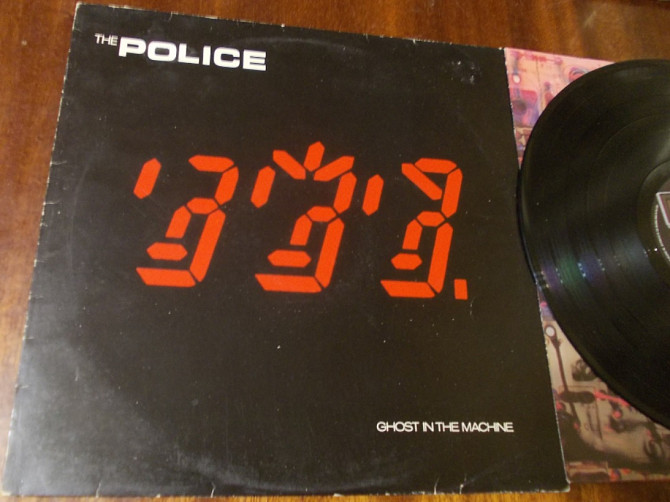 THE POLICE
GHOST IN THE MACHINE